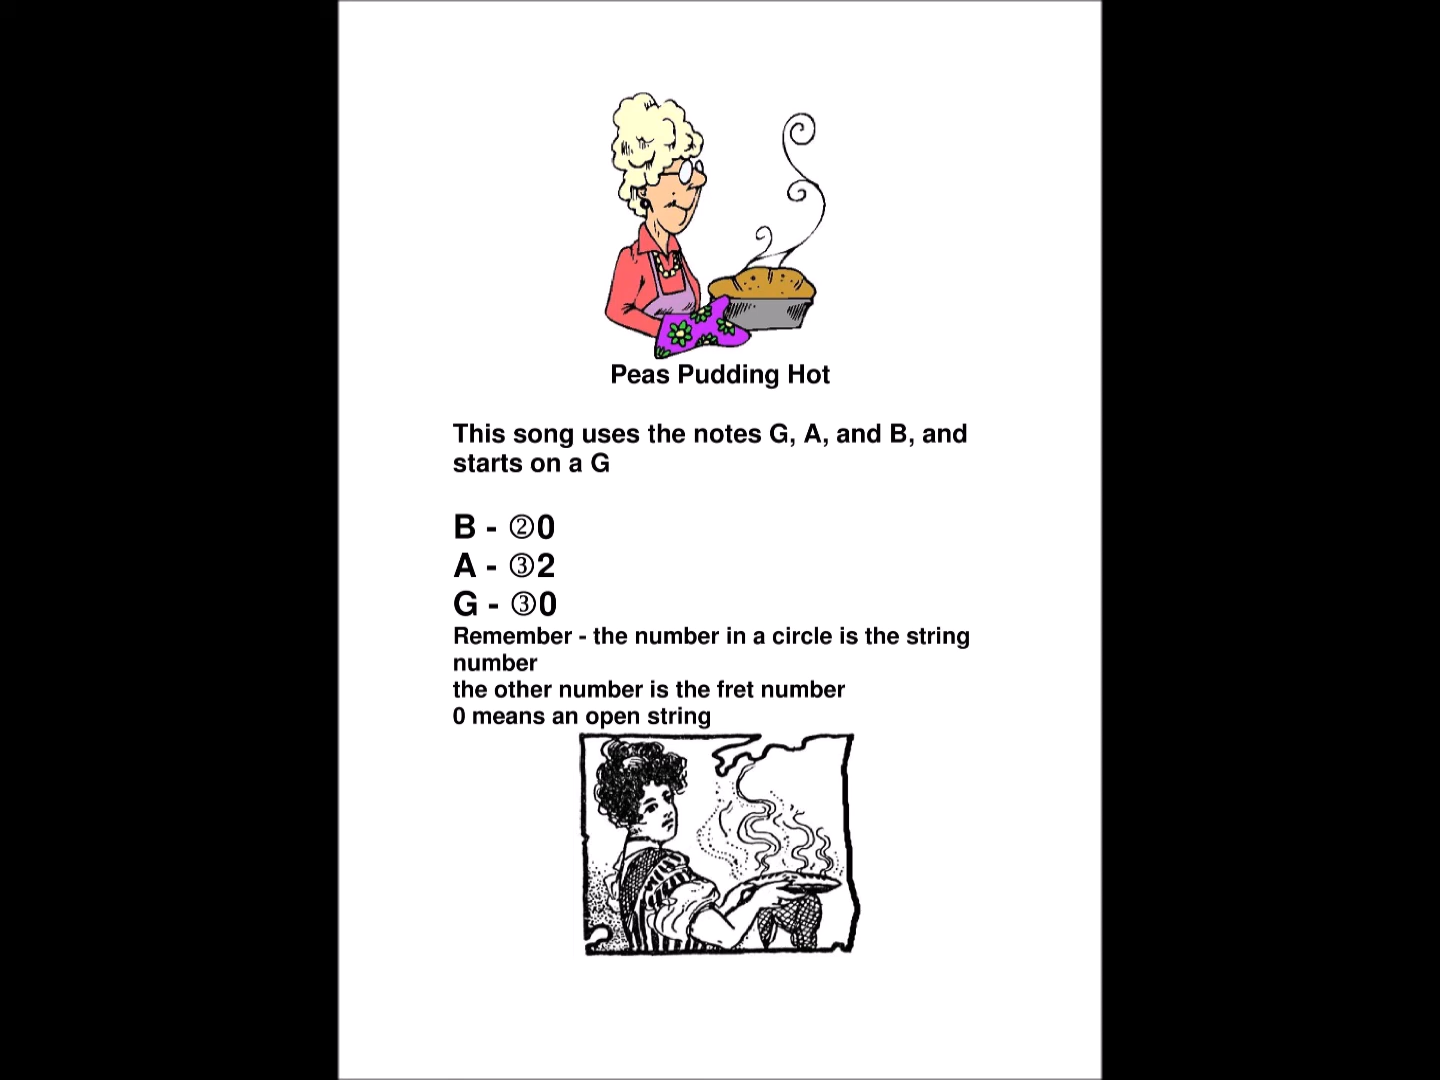 Peas Pudding Hot
This song uses the notes G, A, and B, and
starts on a G
B - ②0
A - ③2
G - ③0
Remember - the number in a circle is the string
number
the other number is the fret number
0 means an open string